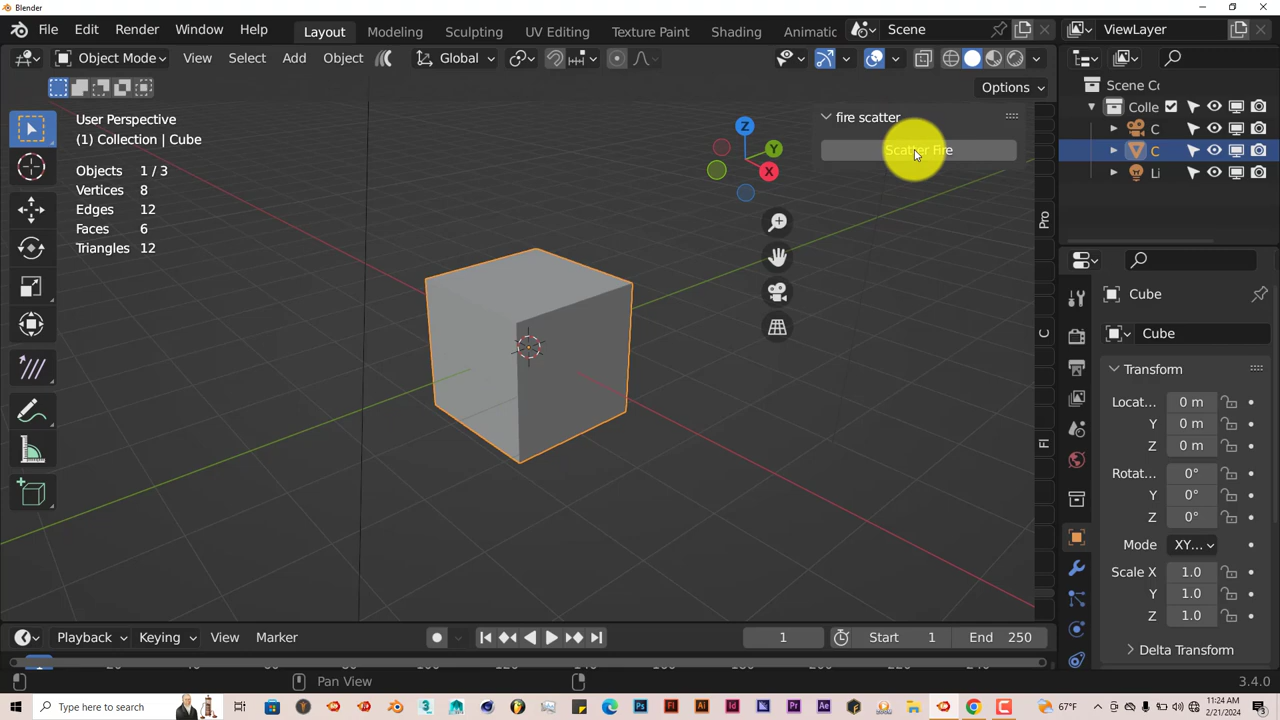 Blender
File Edit Render Window Help Layout Modeling Sculpting UV Editing Texture Paint Shading Scene ViewLayer
Object Mode View Select Add Object Global
Options
User Perspective
(1) Collection | Cube
Objects 1 / 3
Vertices 8
Edges 12
Faces 6
Triangles 12
fire scatter
Scatter Fire
Z
Y
X
Pro
C
FI
Scene Cc
Colle
C
C
Li
Cube
Cube
Transform
Locat... 0 m
Y 0 m
Z 0 m
Rotat... 0°
Y 0°
Z 0°
Mode XY...
Scale X 1.0
Y 1.0
Z 1.0
Delta Transform
Playback Keying View Marker 1 Start 1 End 250
Pan View 3.4.0
Type here to search 67°F 11:24 AM
2/21/2024